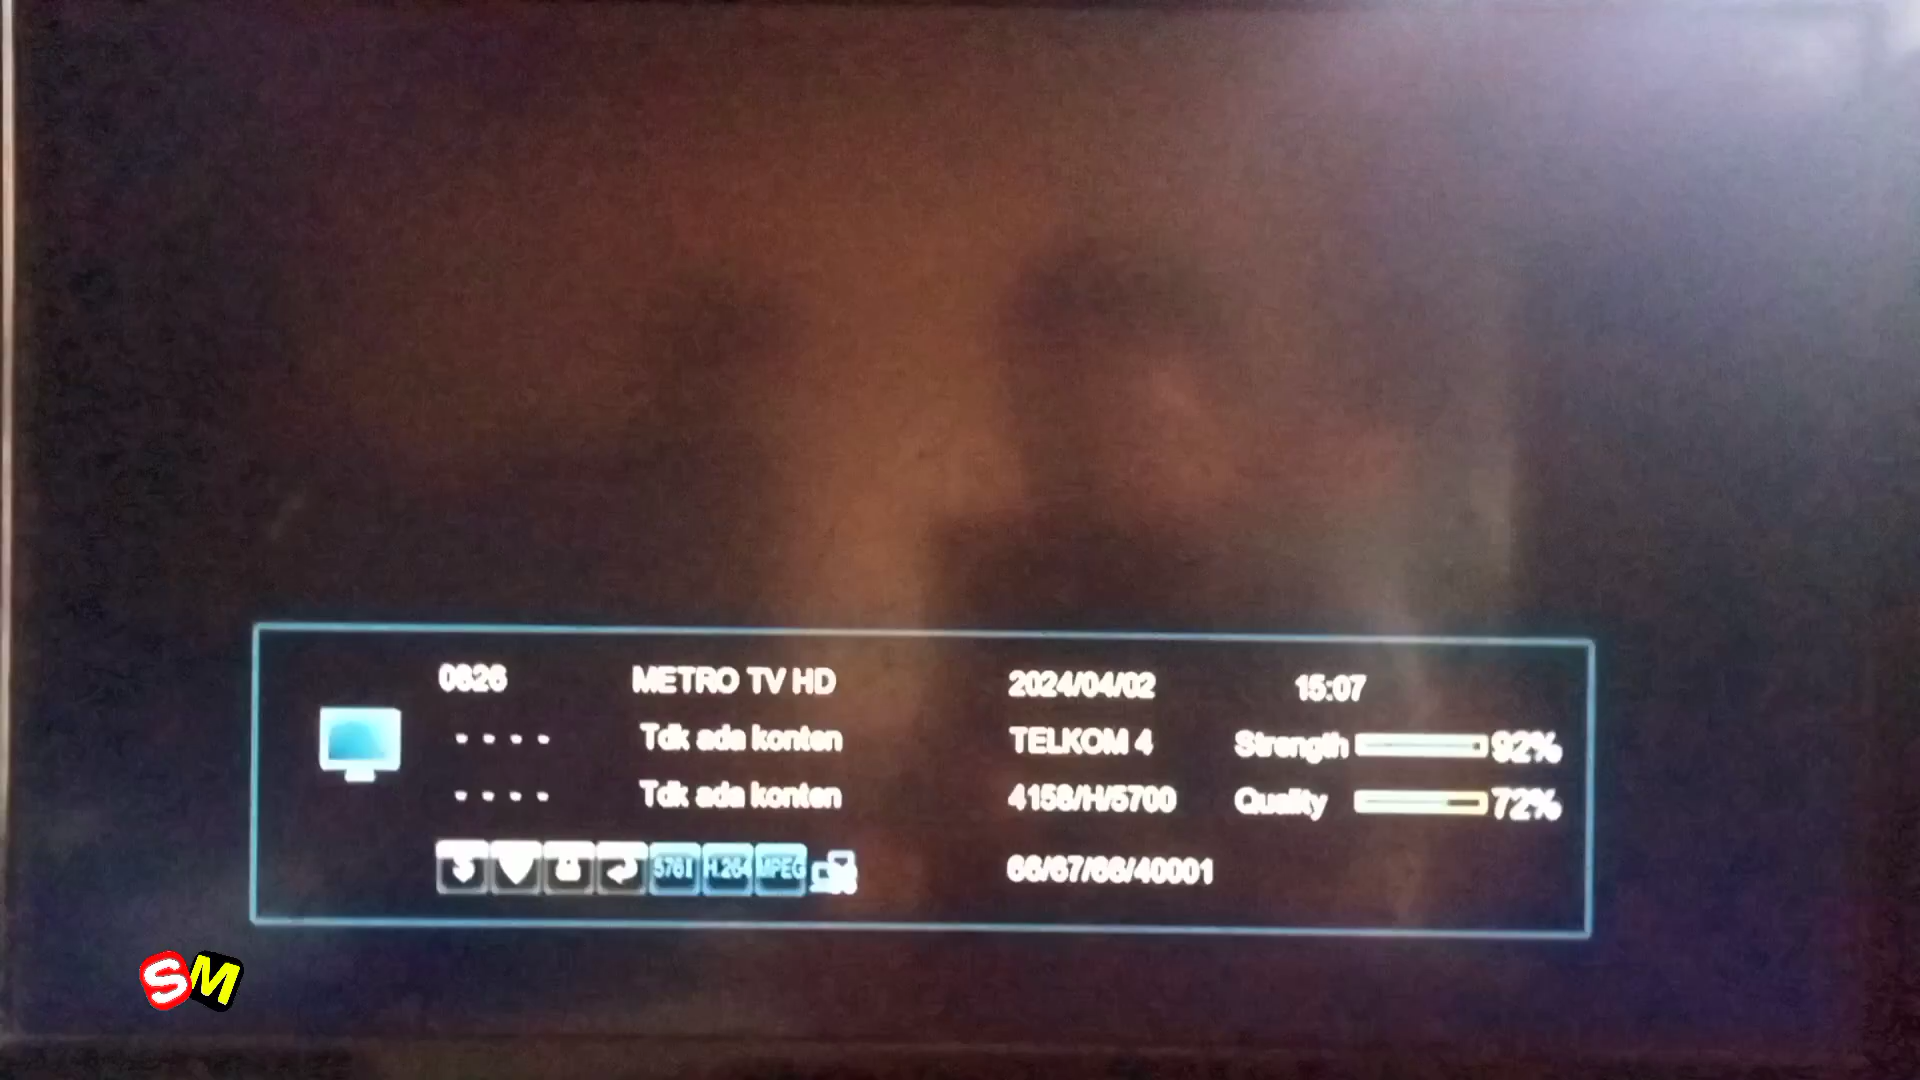 0826 METRO TV HD 2024/04/02 15:07
Tdk ada konten TELKOM 4 Strength 92%
Tdk ada konten 4158/H/5700 Quality 72%
576I H.264 MPEG 66/67/66/40001
SM